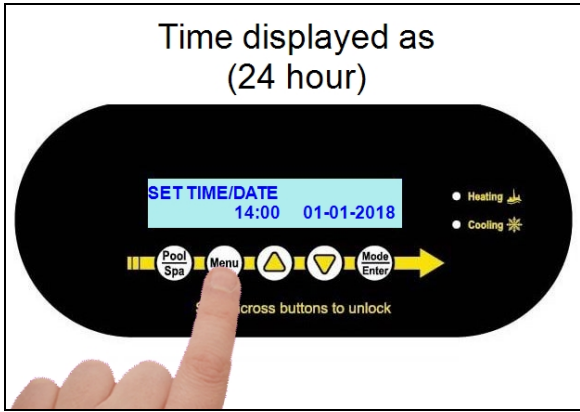 Time displayed as
(24 hour)
SET TIME/DATE
14:00 01-01-2018
Heating
Cooling
Pool
Spa
Menu
Mode
Enter
across buttons to unlock